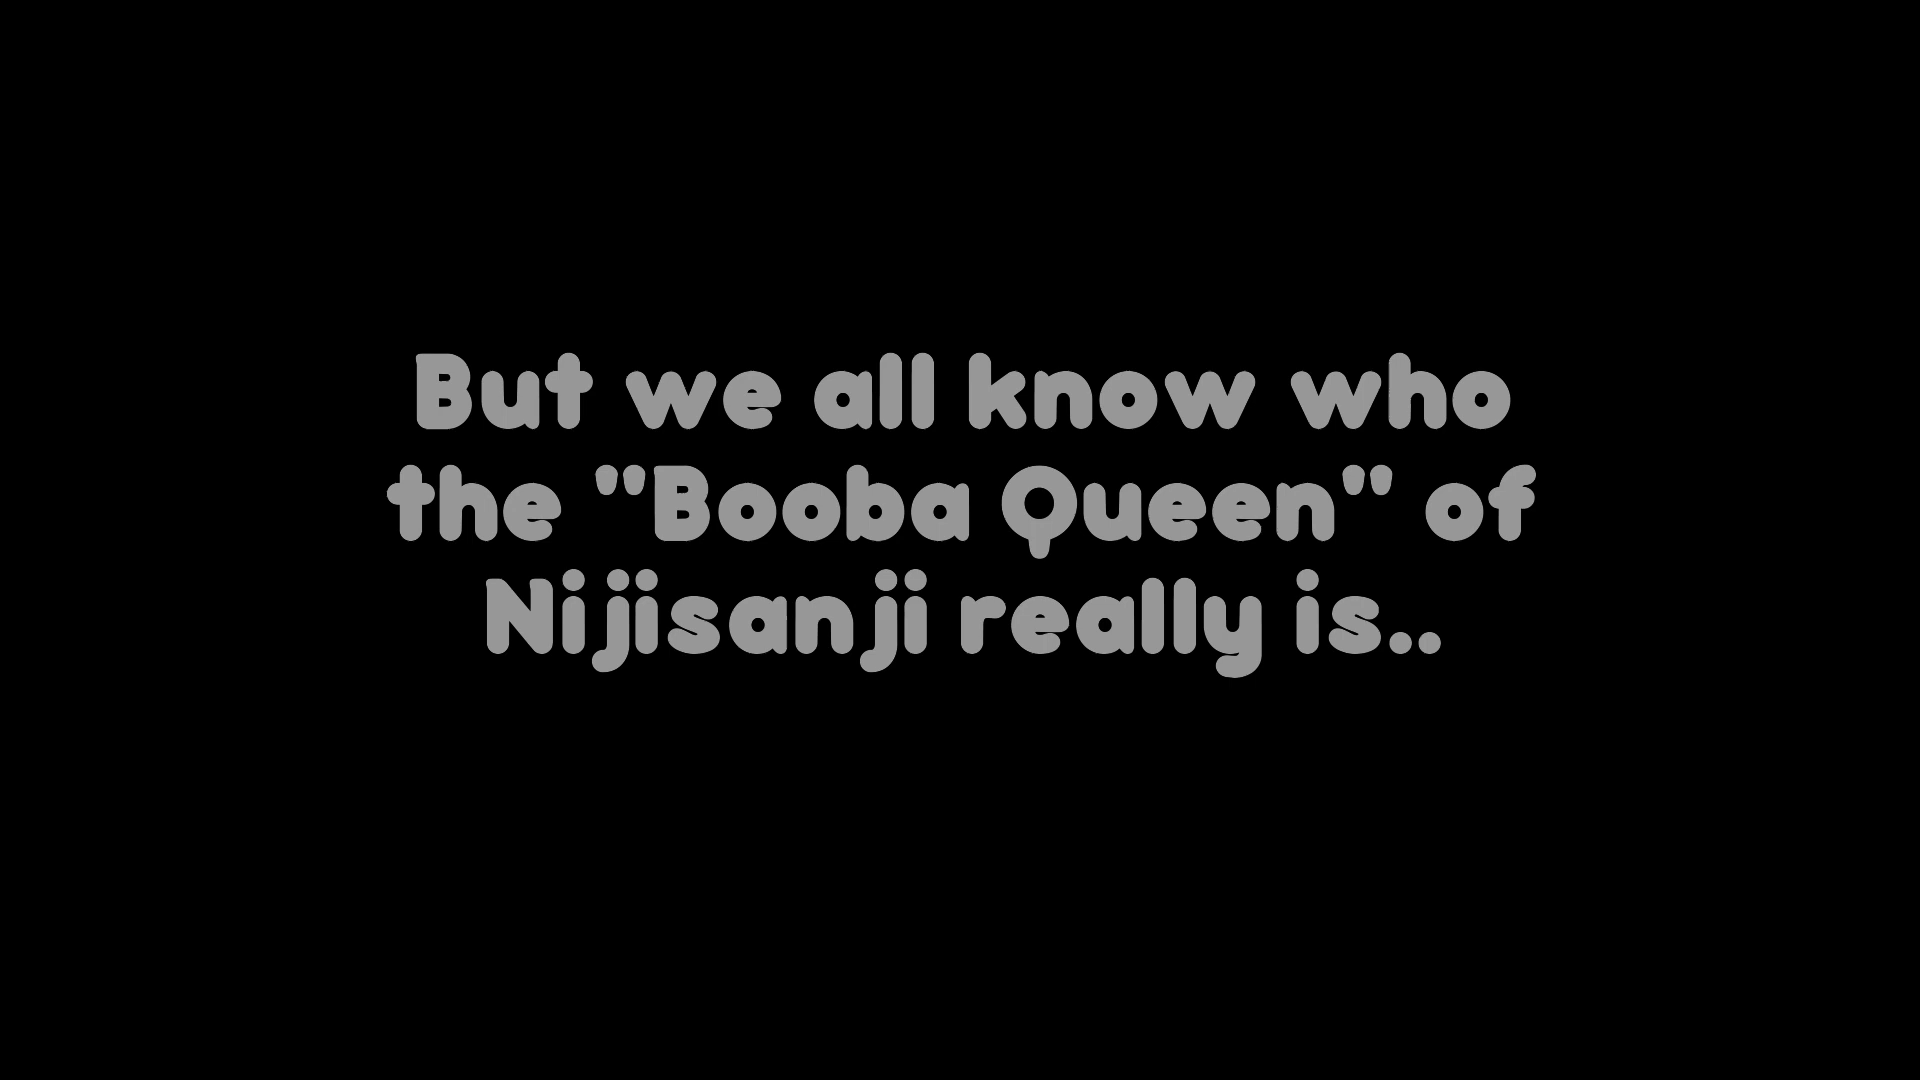 But we all know who
the "Booba Queen" of
Nijisanji really is..